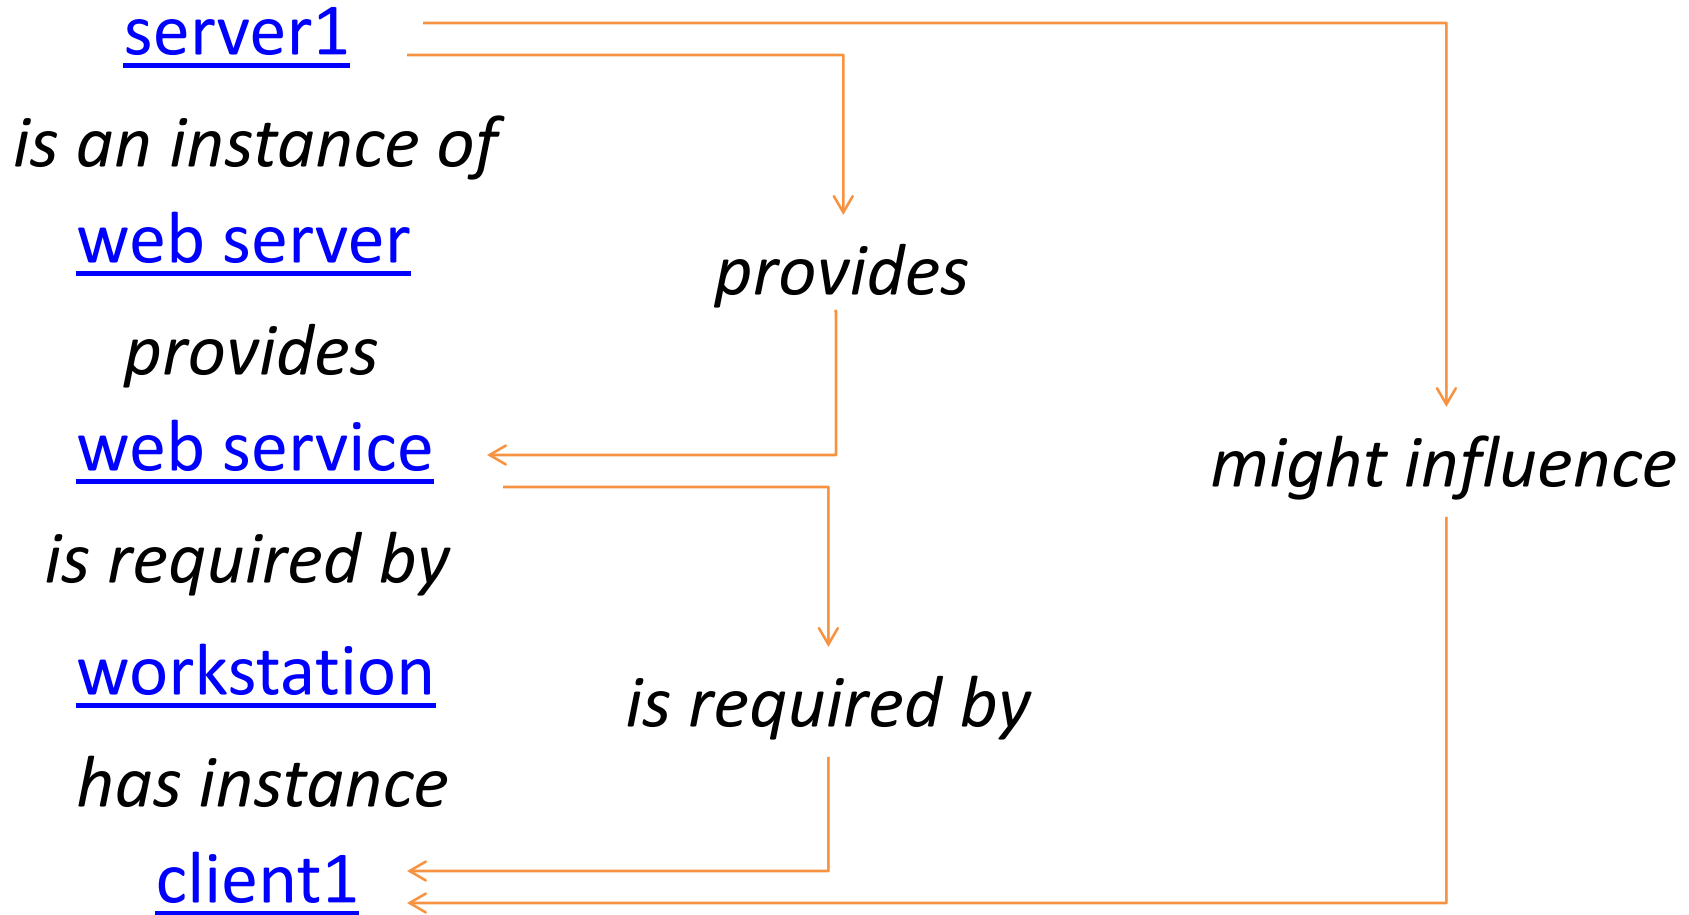 server1
is an instance of
web server
provides
provides
web service
might influence
is required by
workstation
is required by
has instance
client1